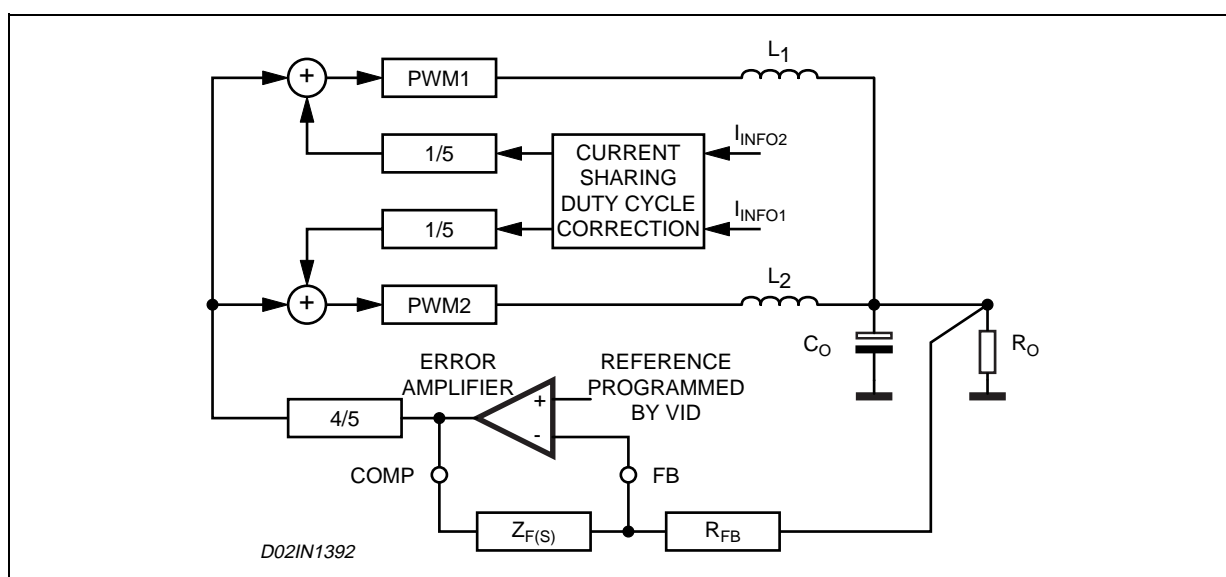 L1
PWM1
+
IINFO2
1/5
CURRENT
SHARING
DUTY CYCLE
CORRECTION
1/5
IINFO1
L2
+
PWM2
CO
RO
ERROR
AMPLIFIER
REFERENCE
PROGRAMMED
BY VID
+
-
4/5
COMP
FB
ZF(S)
RFB
D02IN1392